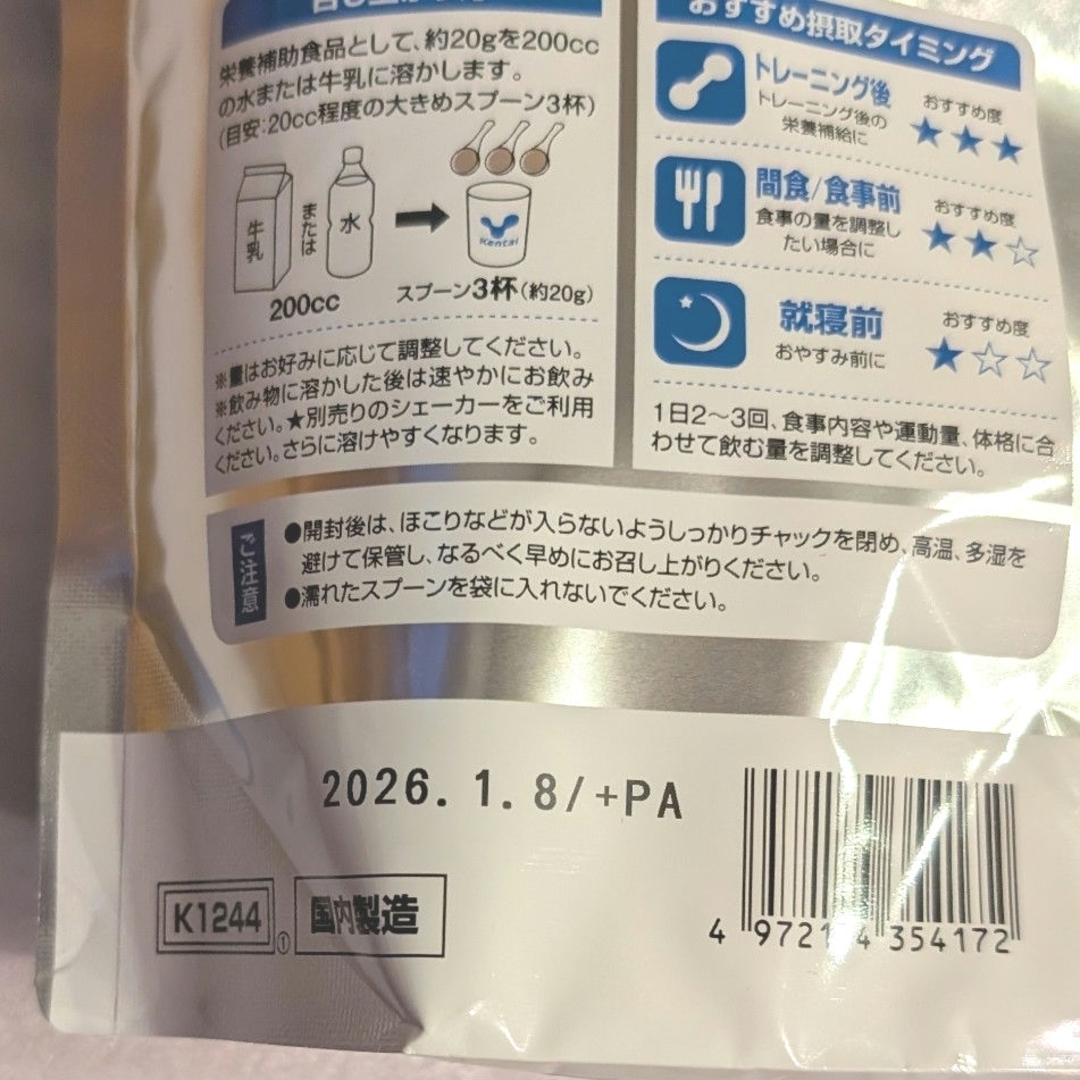 栄養補助食品として、約20gを200cc
の水または牛乳に溶かします。
(目安:20cc程度の大きめスプーン3杯)
牛乳
または
水
Kentai
200cc
スプーン3杯(約20g)
※量はお好みに応じて調整してください。
※飲み物に溶かした後は速やかにお飲み
ください。★別売りのシェーカーをご利用
ください。さらに溶けやすくなります。
おすすめ摂取タイミング
トレーニング後
トレーニング後の
栄養補給に
おすすめ度
★★★
間食/食事前
食事の量を調整し
たい場合に
おすすめ度
★★☆
就寝前
おやすみ前に
おすすめ度
★☆☆
1日2〜3回、食事内容や運動量、体格に合
わせて飲む量を調整してください。
ご注意
●開封後は、ほこりなどが入らないようしっかりチャックを閉め、高温、多湿を
避けて保管し、なるべく早めにお召し上がりください。
●濡れたスプーンを袋に入れないでください。
2026. 1. 8/+PA
K1244
①
国内製造
4
354172